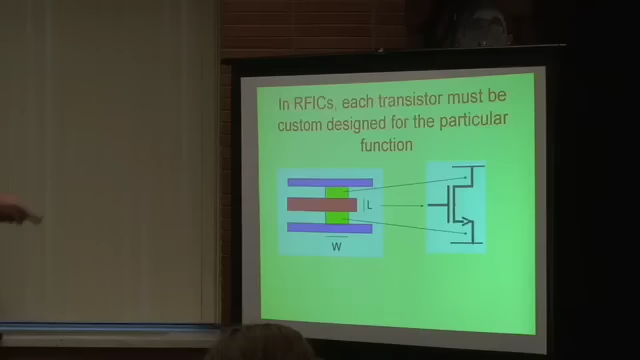 In RFICs, each transistor must be
custom designed for the particular
function
L
W